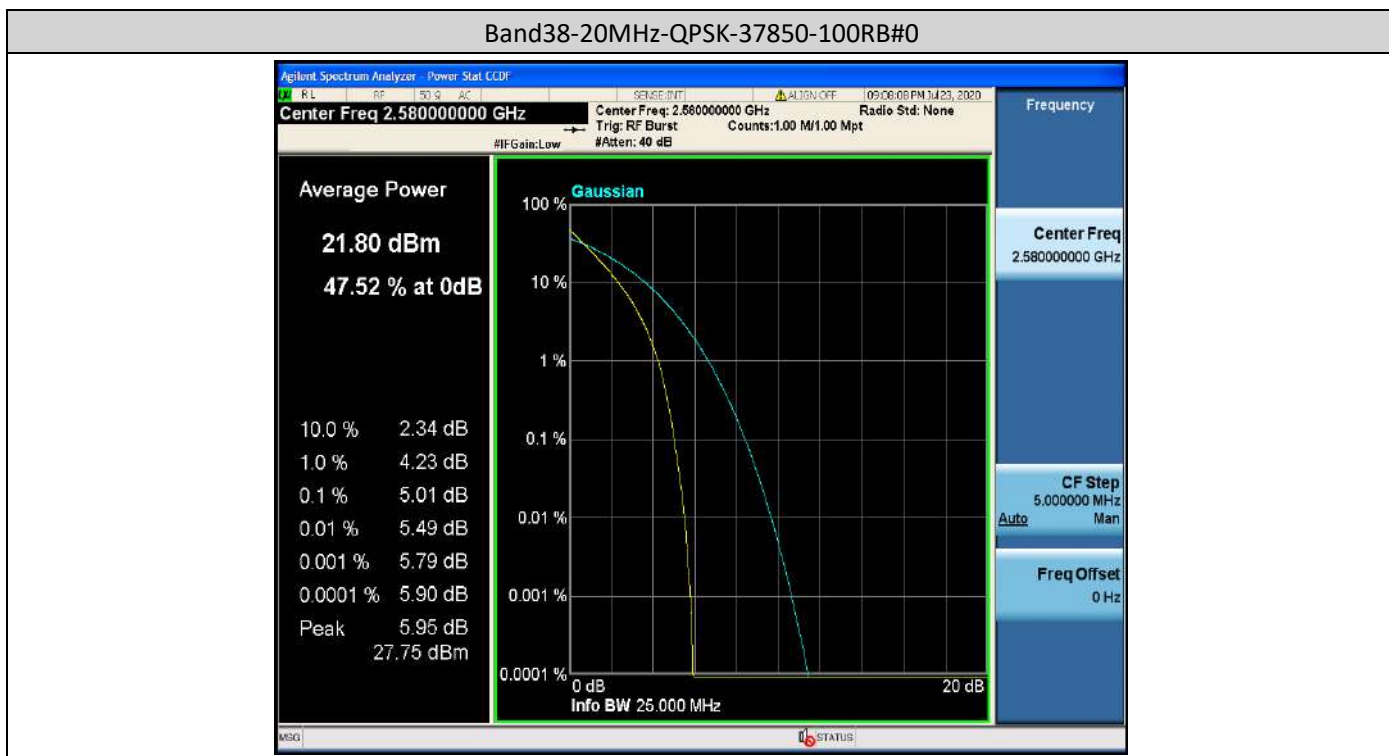 Band38-20MHz-QPSK-37850-100RB#0
Agilent Spectrum Analyzer - Power Stat CCDF
RL RF 50 Ω AC SENSE:INT ALIGN OFF 09:08:08 PM Jul 23, 2020
Center Freq 2.580000000 GHz
Center Freq: 2.580000000 GHz Radio Std: None
Trig: RF Burst Counts:1.00 M/1.00 Mpt
#IFGain:Low #Atten: 40 dB
Frequency
Average Power
21.80 dBm
47.52 % at 0dB
10.0 % 2.34 dB
1.0 % 4.23 dB
0.1 % 5.01 dB
0.01 % 5.49 dB
0.001 % 5.79 dB
0.0001 % 5.90 dB
Peak 5.95 dB
27.75 dBm
Gaussian
100 %
10 %
1 %
0.1 %
0.01 %
0.001 %
0.0001 %
0 dB 20 dB
Info BW 25.000 MHz
Center Freq
2.580000000 GHz
CF Step
5.000000 MHz
Auto Man
Freq Offset
0 Hz
MSG STATUS